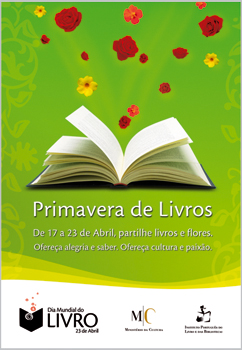 Primavera de Livros
De 17 a 23 de Abril, partilhe livros e flores.
Ofereça alegria e saber. Ofereça cultura e paixão.
Dia Mundial do
LIVRO
23 de Abril
M|C
Ministério da Cultura
Instituto Português
do Livro e das Bibliotecas